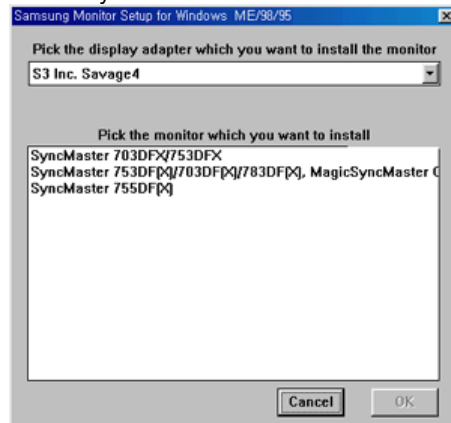 Samsung Monitor Setup for Windows ME/98/95
Pick the display adapter which you want to install the monitor
S3 Inc. Savage4
Pick the monitor which you want to install
SyncMaster 703DFX/753DFX
SyncMaster 753DF[X]/703DF[X]/783DF[X], MagicSyncMaster
SyncMaster 755DF[X]
Cancel OK